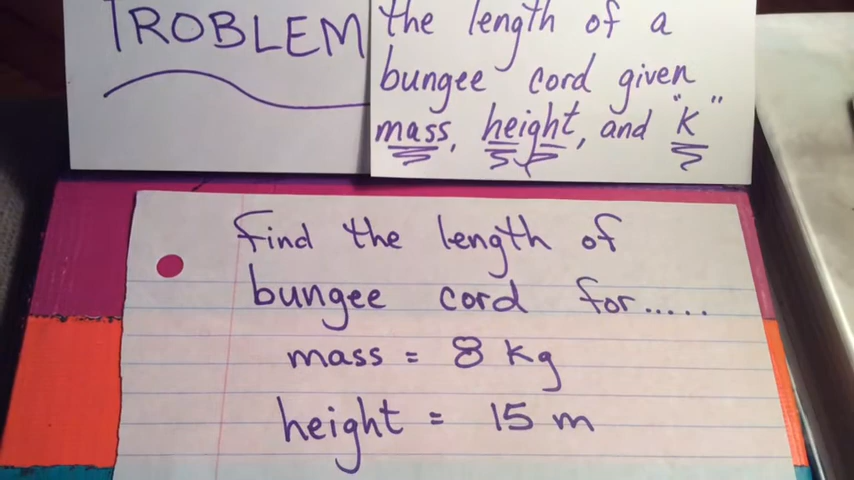 PROBLEM
the length of a
bungee cord given
mass, height, and "K"
find the length of
bungee cord for.....
mass = 8 kg
height = 15 m